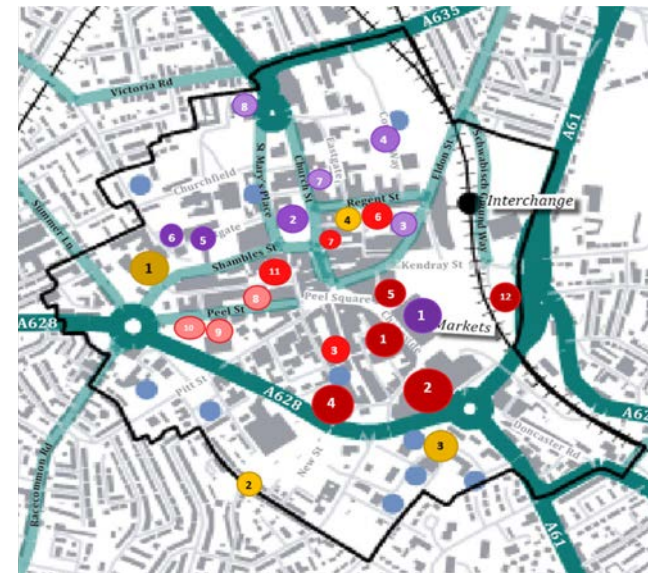 A635
Victoria Rd
A61
8
St Mary's Place
Church St
Eastgate
4
Eldon St
Schwabisch Gmund Way
Churchfield
7
Interchange
Regent St
2
4
6
3
6
5
7
Summer Ln
1
Shambles St
11
Kendray St
8
Peel Square
5
12
Peel St
1
Markets
A628
10
9
1
3
Pitt St
2
4
A628
Doncaster Rd
3
New St
2
Racecommon Rd
A61